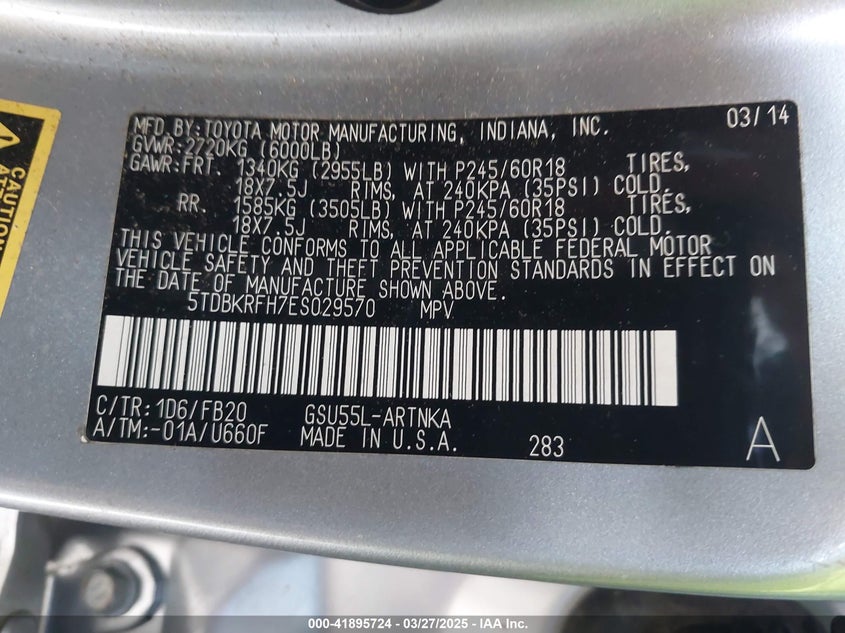 MFD.BY:TOYOTA MOTOR MANUFACTURING, INDIANA, INC. 03/14
GVWR:2720KG (6000LB)
GAWR:FRT. 1340KG (2955LB) WITH P245/60R18 TIRES,
18X7.5J RIMS, AT 240KPA (35PSI) COLD.
RR. 1585KG (3505LB) WITH P245/60R18 TIRES,
18X7.5J RIMS, AT 240KPA (35PSI) COLD.
THIS VEHICLE CONFORMS TO ALL APPLICABLE FEDERAL MOTOR
VEHICLE SAFETY AND THEFT PREVENTION STANDARDS IN EFFECT ON
THE DATE OF MANUFACTURE SHOWN ABOVE.
5TDBKRFH7ES029570 MPV
C/TR:1D6/FB20 GSU55L-ARTNKA
A/TM:-01A/U660F MADE IN U.S.A. 283 A
CAUTION
000-41895724 - 03/27/2025 - IAA Inc.